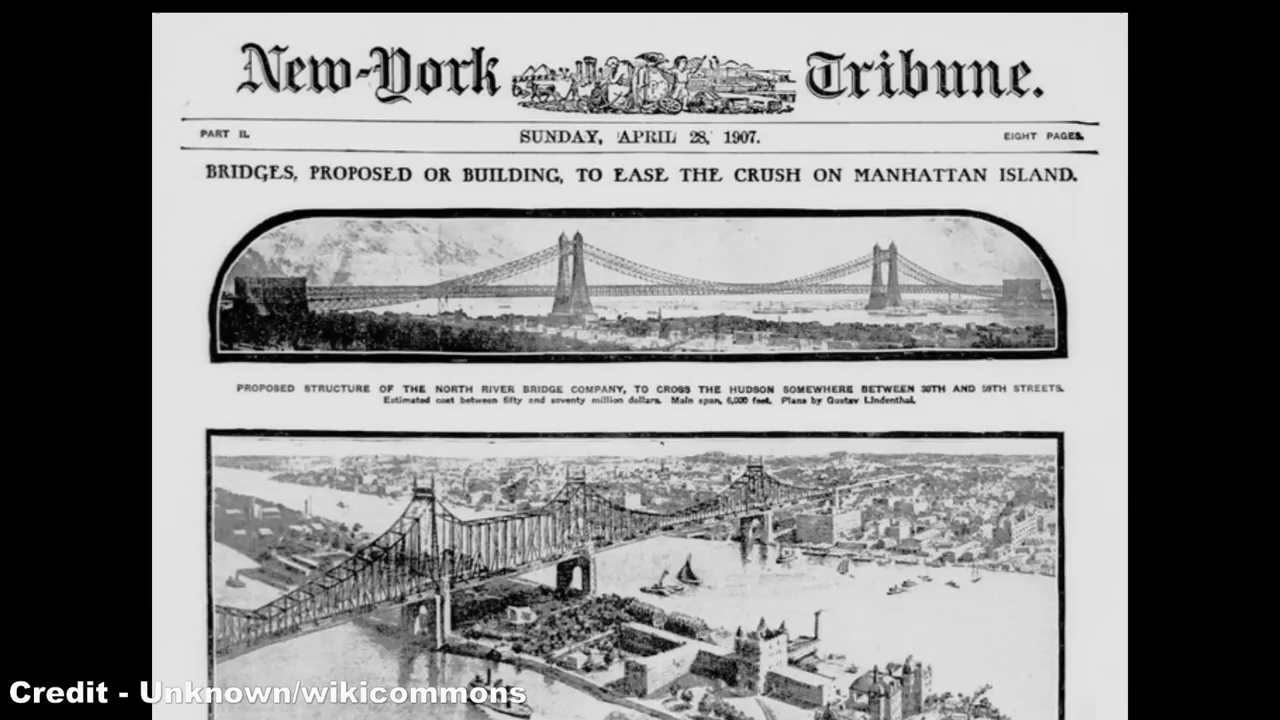 New-York Tribune.
PART II.
SUNDAY, APRIL 28, 1907.
EIGHT PAGES.
BRIDGES, PROPOSED OR BUILDING, TO EASE THE CRUSH ON MANHATTAN ISLAND.
PROPOSED STRUCTURE OF THE NORTH RIVER BRIDGE COMPANY, TO CROSS THE HUDSON SOMEWHERE BETWEEN AND 59TH STREETS.
Estimated cost between fifty and seventy million dollars. Main span, 6,000 feet. Plans by Gustav Lindenthal.
Credit - Unknown/wikicommons